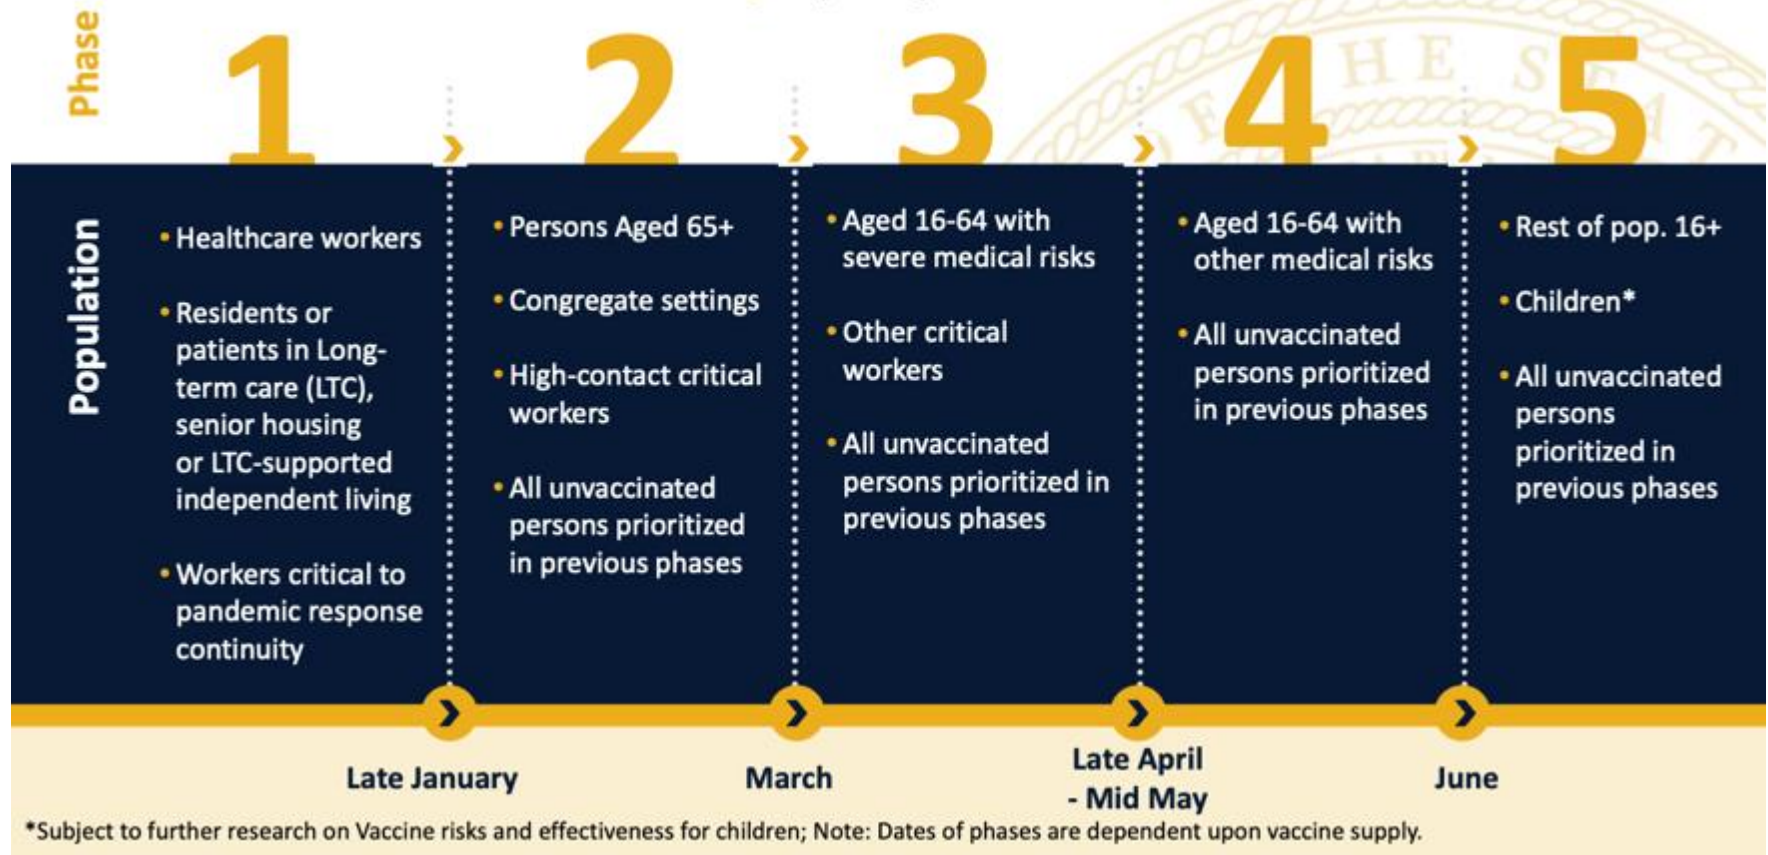 Phase
1
2
3
4
5
THE SEAT
Population
• Healthcare workers
• Residents or
patients in Long-
term care (LTC),
senior housing
or LTC-supported
independent living
• Workers critical to
pandemic response
continuity
• Persons Aged 65+
• Congregate settings
• High-contact critical
workers
• All unvaccinated
persons prioritized
in previous phases
• Aged 16-64 with
severe medical risks
• Other critical
workers
• All unvaccinated
persons prioritized in
previous phases
• Aged 16-64 with
other medical risks
• All unvaccinated
persons prioritized
in previous phases
• Rest of pop. 16+
• Children*
• All unvaccinated
persons
prioritized in
previous phases
Late January
March
Late April
- Mid May
June
*Subject to further research on Vaccine risks and effectiveness for children; Note: Dates of phases are dependent upon vaccine supply.